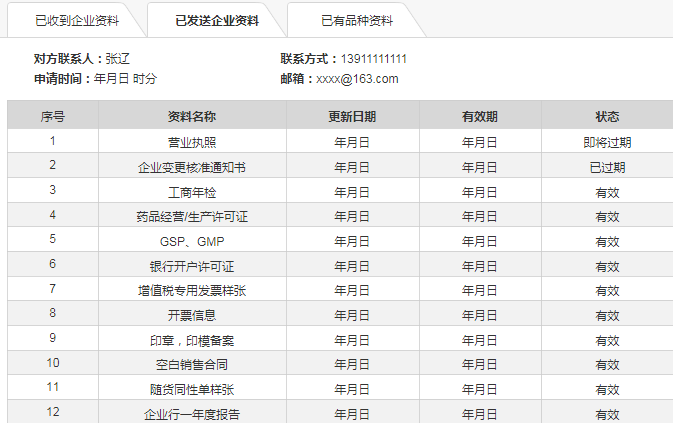 已收到企业资料 已发送企业资料 已有品种资料
对方联系人：张辽 联系方式：13911111111
申请时间：年月日 时分 邮箱：xxxx@163.com
序号 资料名称 更新日期 有效期 状态
1 营业执照 年月日 年月日 即将过期
2 企业变更核准通知书 年月日 年月日 已过期
3 工商年检 年月日 年月日 有效
4 药品经营/生产许可证 年月日 年月日 有效
5 GSP、GMP 年月日 年月日 有效
6 银行开户许可证 年月日 年月日 有效
7 增值税专用发票样张 年月日 年月日 有效
8 开票信息 年月日 年月日 有效
9 印章，印模备案 年月日 年月日 有效
10 空白销售合同 年月日 年月日 有效
11 随货同性单样张 年月日 年月日 有效
12 企业行一年度报告 年月日 年月日 有效